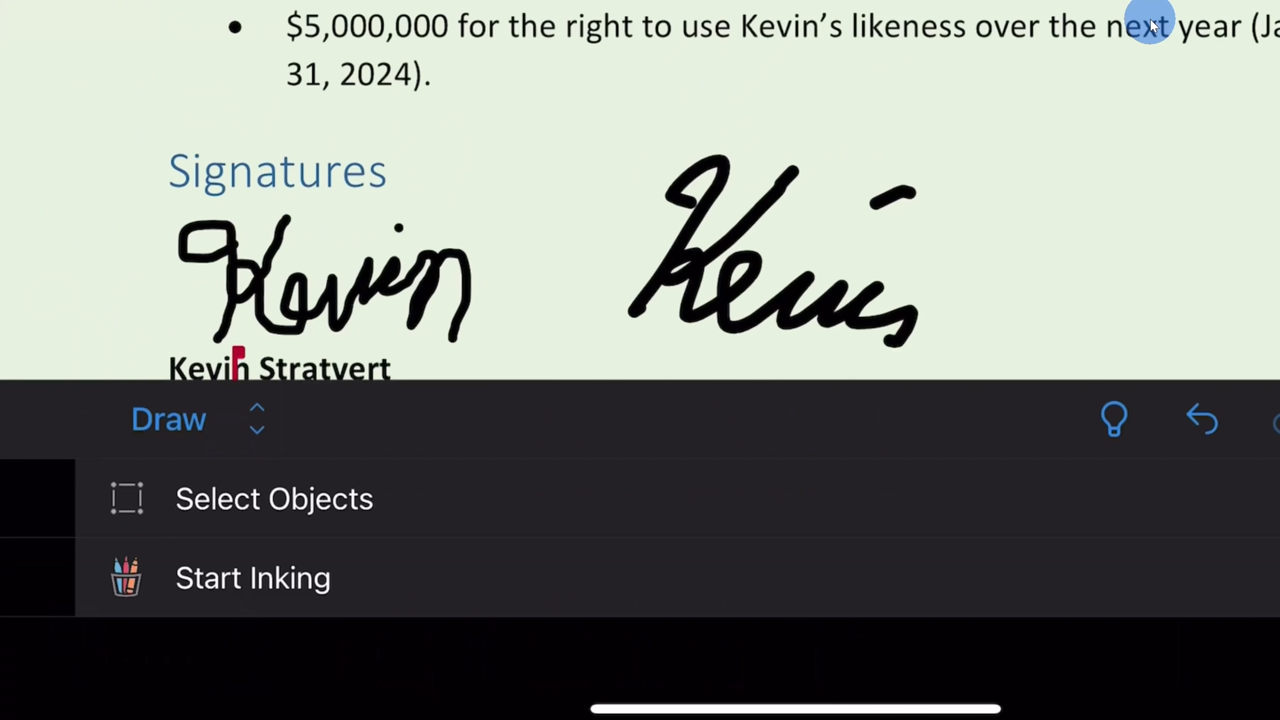 • $5,000,000 for the right to use Kevin’s likeness over the next year (Ja
31, 2024).
Signatures
Kevin Kevin
Kevin Stratvert
Draw
Select Objects
Start Inking